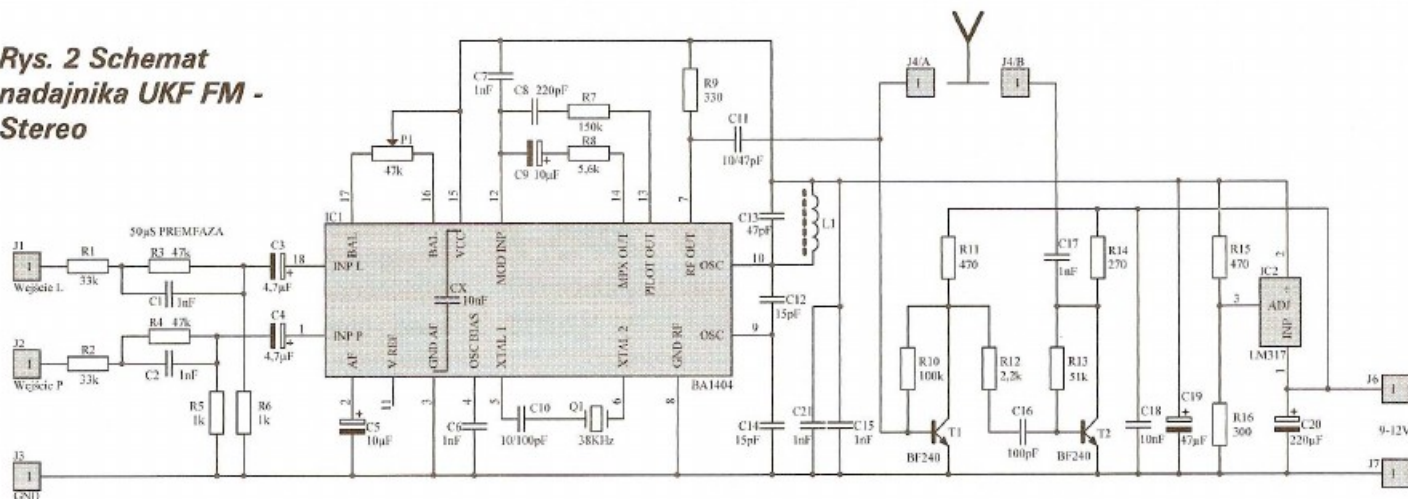 Rys. 2 Schemat
nadajnika UKF FM -
Stereo
J4/A
J4/B
1
1
C7
1nF
C8 220pF
R7
150k
R8
5,6k
C9 10µF
R9
330
C11
10/47pF
P1
47k
17
16
15
12
14
13
7
IC1
BAL
BAL
VCC
MOD INP
MPX OUT
PILOT OUT
RF OUT
INP L
INP P
CX
10nF
OSC
OSC
AF
V REF
GND AF
OSC BIAS
XTAL 1
XTAL 2
GND RF
BA1404
18
1
10
9
2
11
3
4
5
6
8
50µS PREMFAZA
J1
1
Wejście L
R1
33k
R3 47k
C1
1nF
C3
4,7µF
J2
1
Wejście P
R2
33k
R4 47k
C2
1nF
C4
4,7µF
R5
1k
R6
1k
C5
10µF
C6
1nF
C10
10/100pF
Q1
38KHz
J3
1
GND
C13
47pF
L1
C12
15pF
C14
15pF
C21
1nF
C15
1nF
R11
470
C17
1nF
R14
270
R10
100k
R12
2,2k
R13
51k
C16
100pF
T1
BF240
T2
BF240
C18
10nF
C19
47µF
R15
470
R16
300
IC2
ADJ
INP
+
LM317
2
3
1
C20
220µF
J6
1
9-12V
J7
1